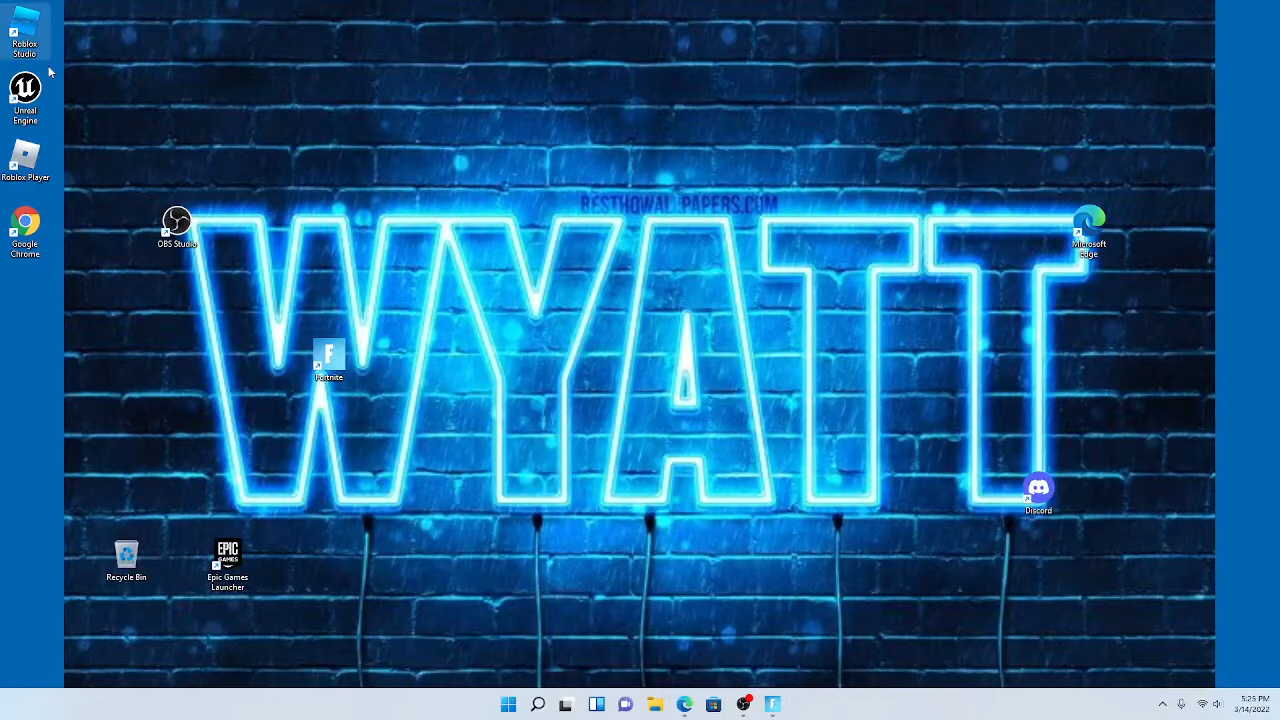 Roblox
Studio
Unreal
Engine
Roblox Player
Google
Chrome
BESTHQWALLPAPERS.COM
OBS Studio
Microsoft
Edge
WYATT
F
Fortnite
Discord
EPIC
GAMES
Recycle Bin
Epic Games
Launcher
F
5:23 PM
3/14/2022